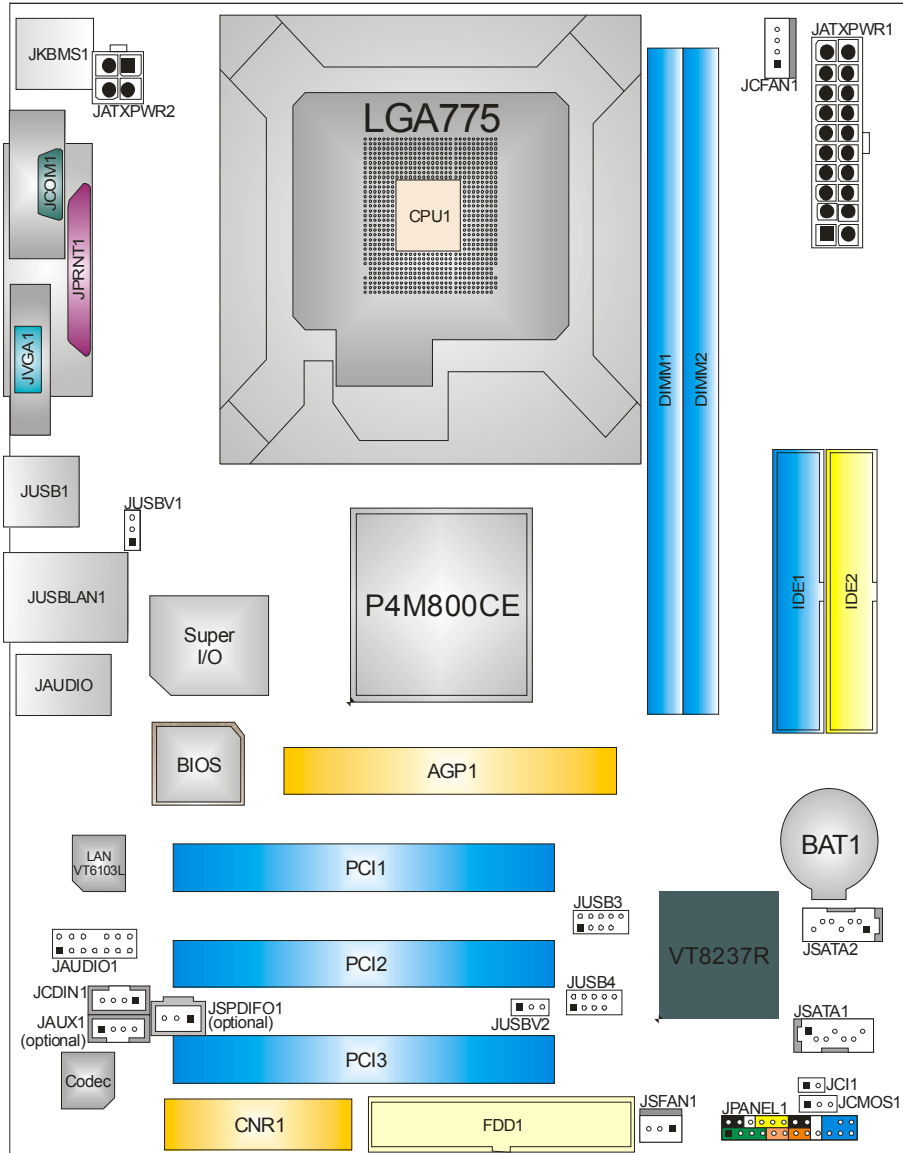 JKBMS1
JATXPWR2
LGA775
CPU1
JCFAN1
JATXPWR1
JCOM1
JPRNT1
JVGA1
DIMM1
DIMM2
JUSB1
JUSBV1
IDE1
IDE2
JUSBLAN1
P4M800CE
Super
I/O
JAUDIO
BIOS
AGP1
BAT1
LAN
VT6103L
PCI1
JUSB3
JSATA2
VT8237R
JAUDIO1
PCI2
JCDIN1
JSPDIFO1
(optional)
JUSB4
JUSBV2
JAUX1
(optional)
JSATA1
PCI3
Codec
JCI1
JCMOS1
CNR1
FDD1
JSFAN1
JPANEL1